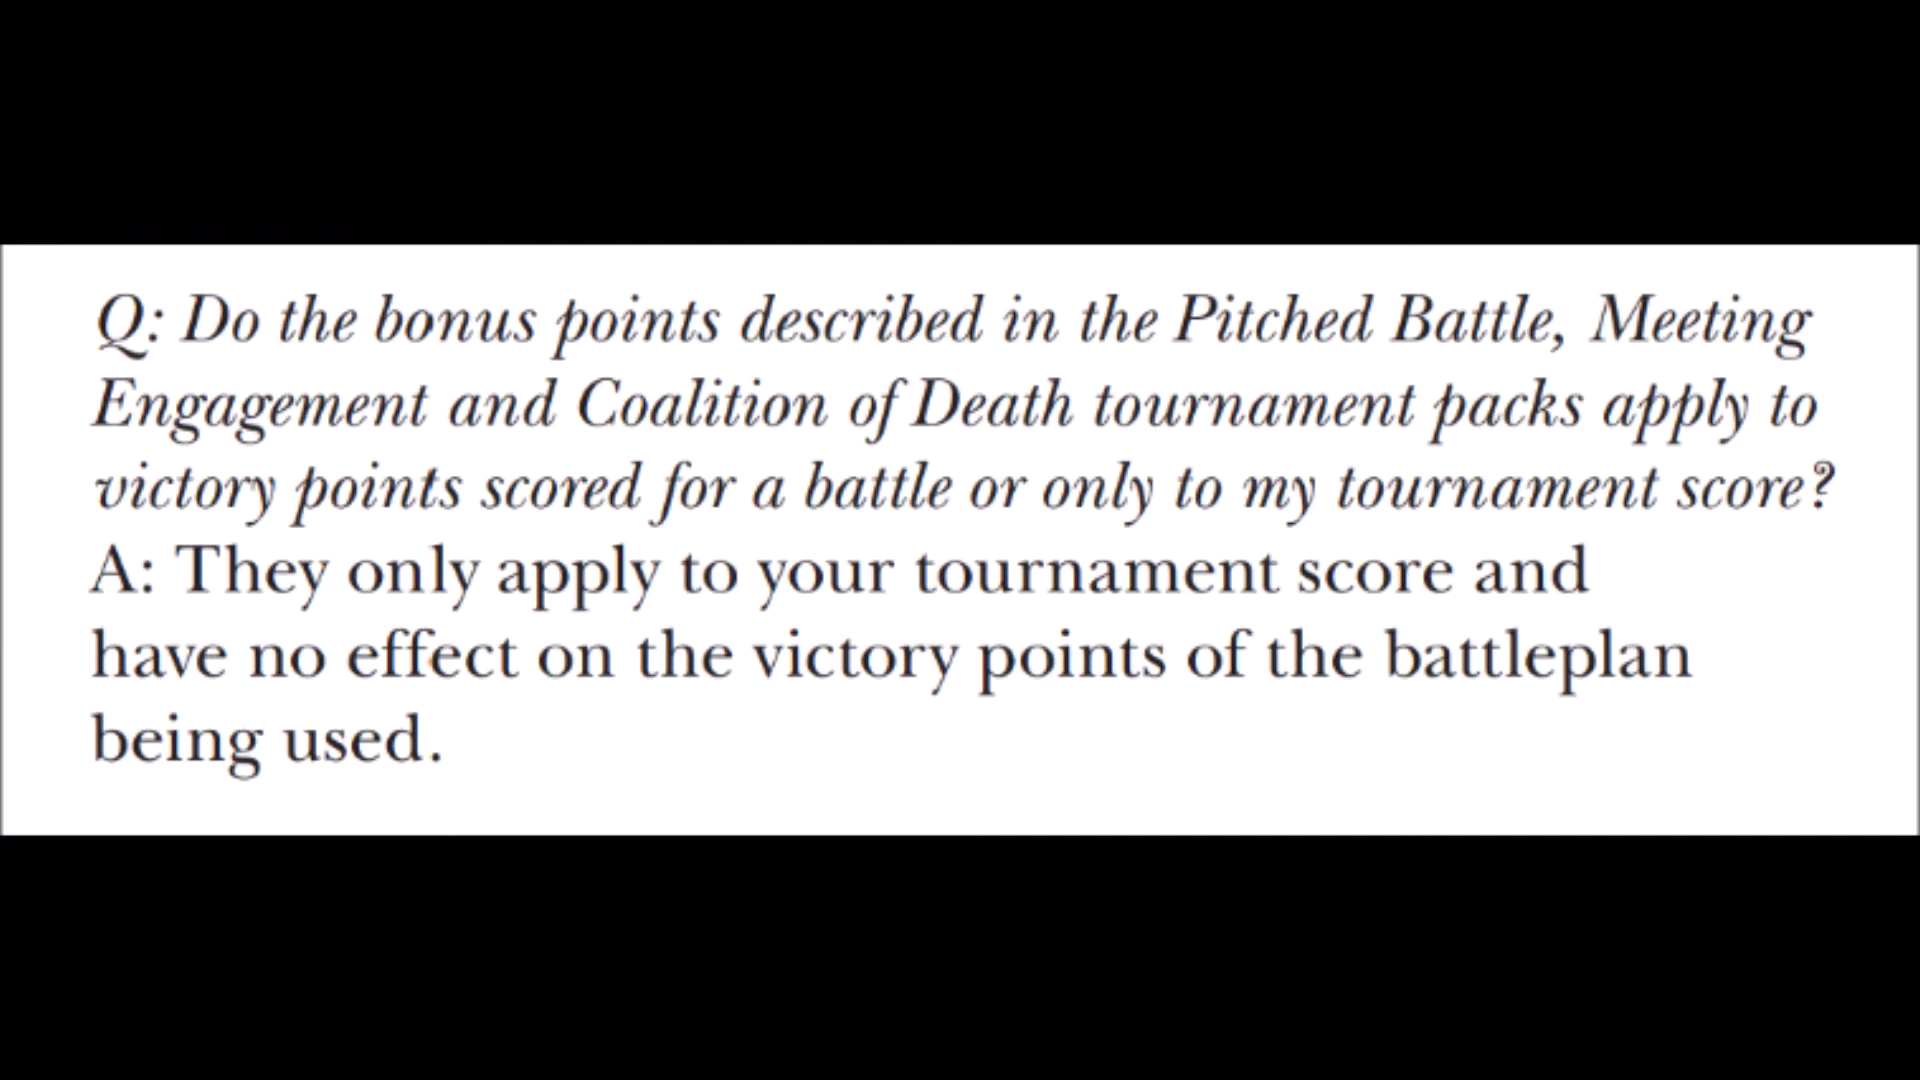 Q: Do the bonus points described in the Pitched Battle, Meeting
Engagement and Coalition of Death tournament packs apply to
victory points scored for a battle or only to my tournament score?
A: They only apply to your tournament score and
have no effect on the victory points of the battleplan
being used.